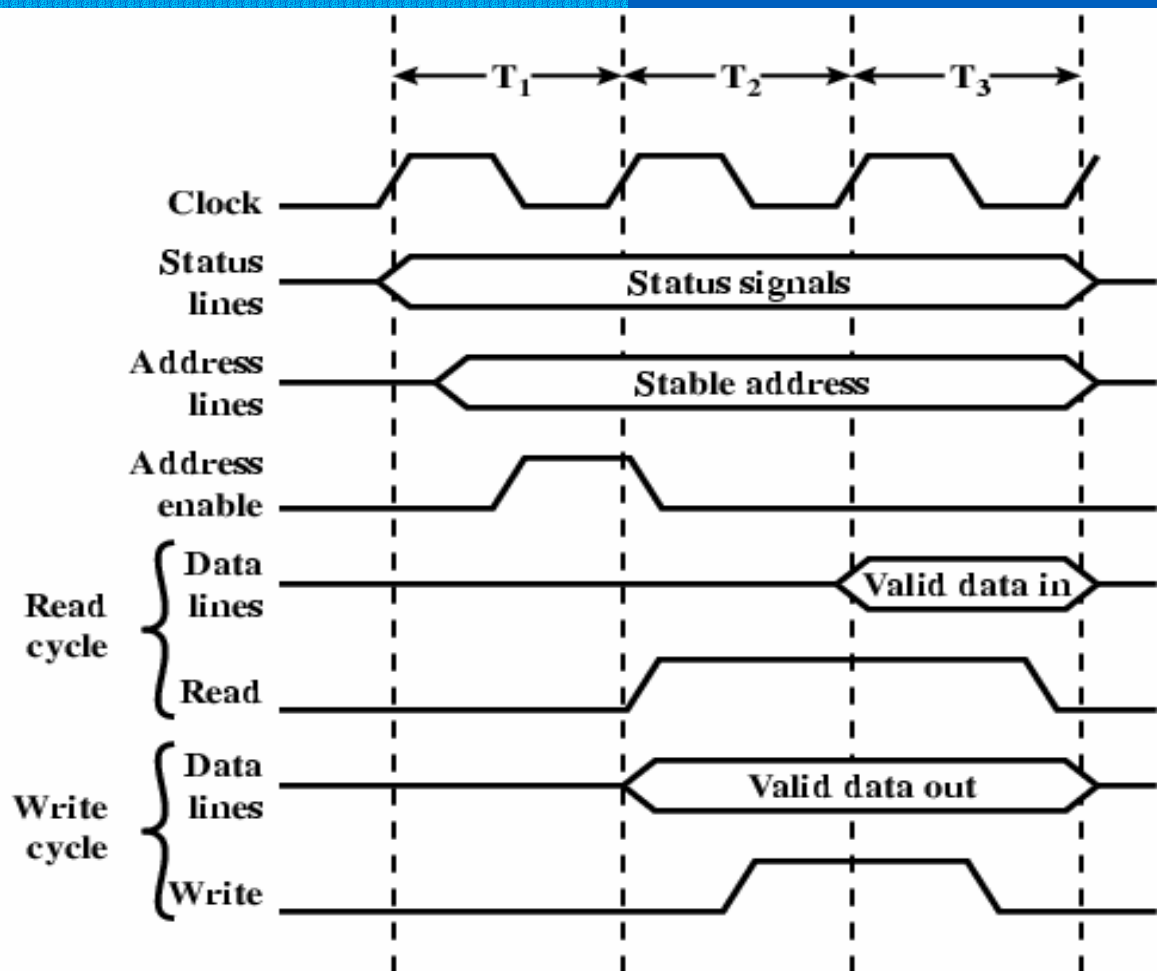 T1 T2 T3
Clock
Status
lines
Status signals
Address
lines
Stable address
Address
enable
Read
cycle
Data
lines
Valid data in
Read
Write
cycle
Data
lines
Valid data out
Write